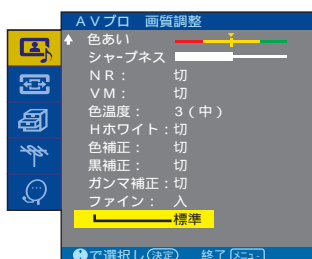 AVプロ 画質調整
色あい
シャープネス
NR： 切
VM： 切
色温度： 3（中）
Hホワイト：切
色補正： 切
黒補正： 切
ガンマ補正：切
ファイン： 入
標準
で選択し 決定 終了 メニュー